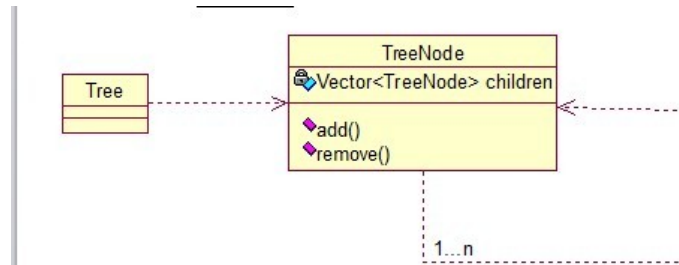 TreeNode
Tree
Vector<TreeNode> children
add()
remove()
1...n